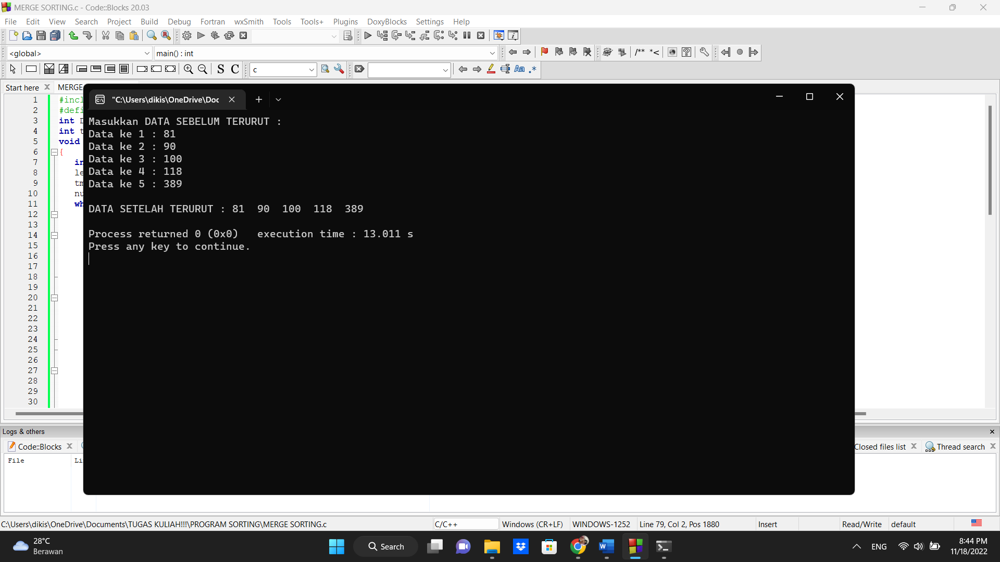 MERGE SORTING.c - Code::Blocks 20.03
File Edit View Search Project Build Debug Fortran wxSmith Tools Tools+ Plugins DoxyBlocks Settings Help
<global> main() : int
/** *<
S C c Aa .*
Start here MERGE
"C:\Users\dikis\OneDrive\Doc
1 #incl
2 #defi
3 int
4 int t
5 void
6 {
7 in
8 le
9 tm
10 nu
11 wh
12
13
14
15
16
17
18
19
20
21
22
23
24
25
26
27
28
29
30
Masukkan DATA SEBELUM TERURUT :
Data ke 1 : 81
Data ke 2 : 90
Data ke 3 : 100
Data ke 4 : 118
Data ke 5 : 389
DATA SETELAH TERURUT : 81 90 100 118 389
Process returned 0 (0x0) execution time : 13.011 s
Press any key to continue.
Logs & others
Code::Blocks Closed files list Thread search
File Li
C:\Users\dikis\OneDrive\Documents\TUGAS KULIAH!!!\PROGRAM SORTING\MERGE SORTING.c C/C++ Windows (CR+LF) WINDOWS-1252 Line 79, Col 2, Pos 1880 Insert Read/Write default
28°C
Berawan
Search
ENG
8:44 PM
11/18/2022